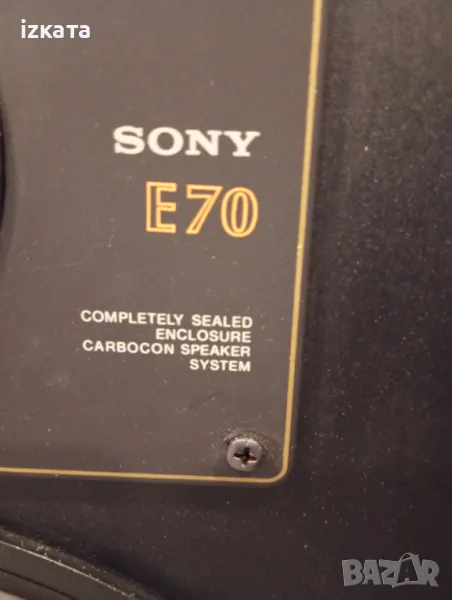 izkata
SONY
E70
COMPLETELY SEALED
ENCLOSURE
CARBOCON SPEAKER
SYSTEM
BAZAR